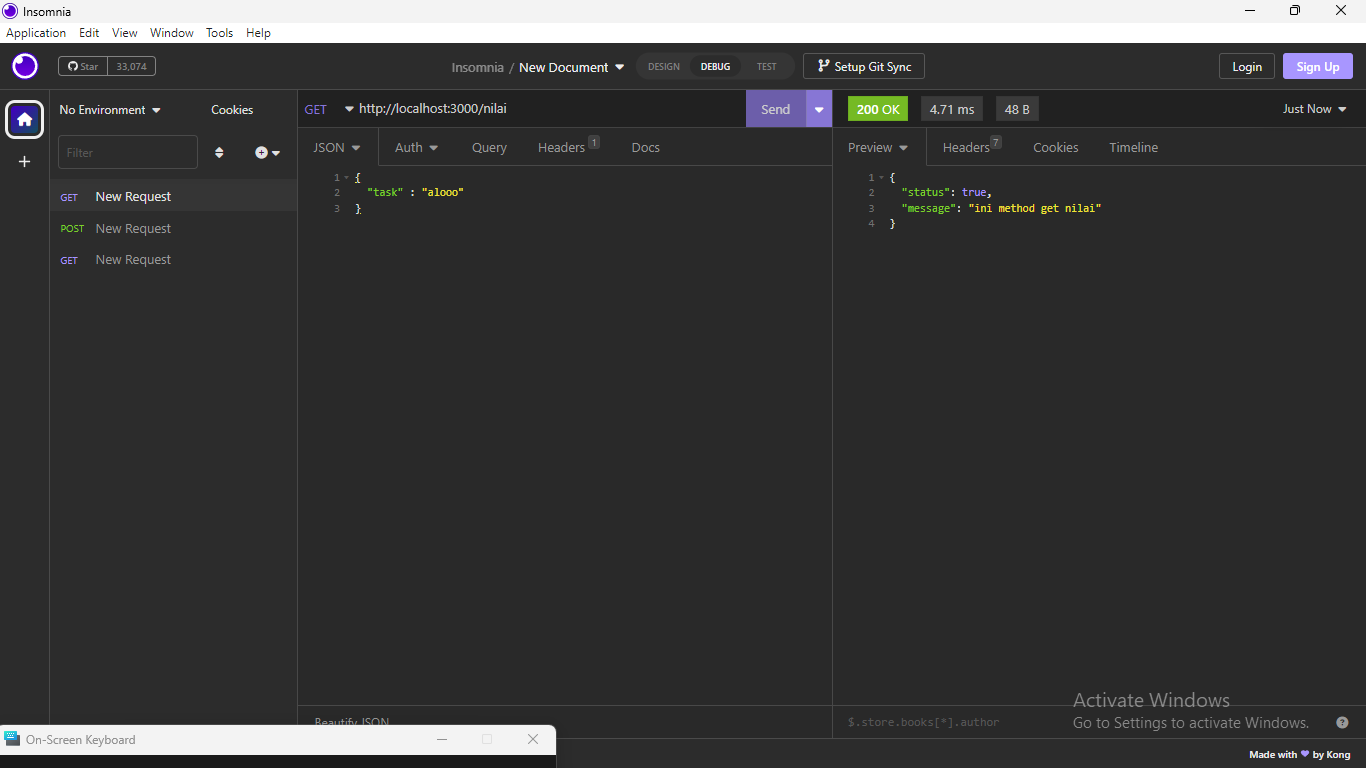 Insomnia
Application Edit View Window Tools Help
Star 33,074
Insomnia / New Document
DESIGN DEBUG TEST
Setup Git Sync
Login
Sign Up
No Environment
Cookies
Filter
GET New Request
POST New Request
GET New Request
GET http://localhost:3000/nilai
Send
JSON Auth Query Headers 1 Docs
1 {
2 "task" : "alooo"
3 }
Beautify JSON
200 OK 4.71 ms 48 B
Just Now
Preview Headers 7 Cookies Timeline
1 {
2 "status": true,
3 "message": "ini method get nilai"
4 }
$.store.books[*].author
Activate Windows
Go to Settings to activate Windows.
On-Screen Keyboard
Made with ♥ by Kong